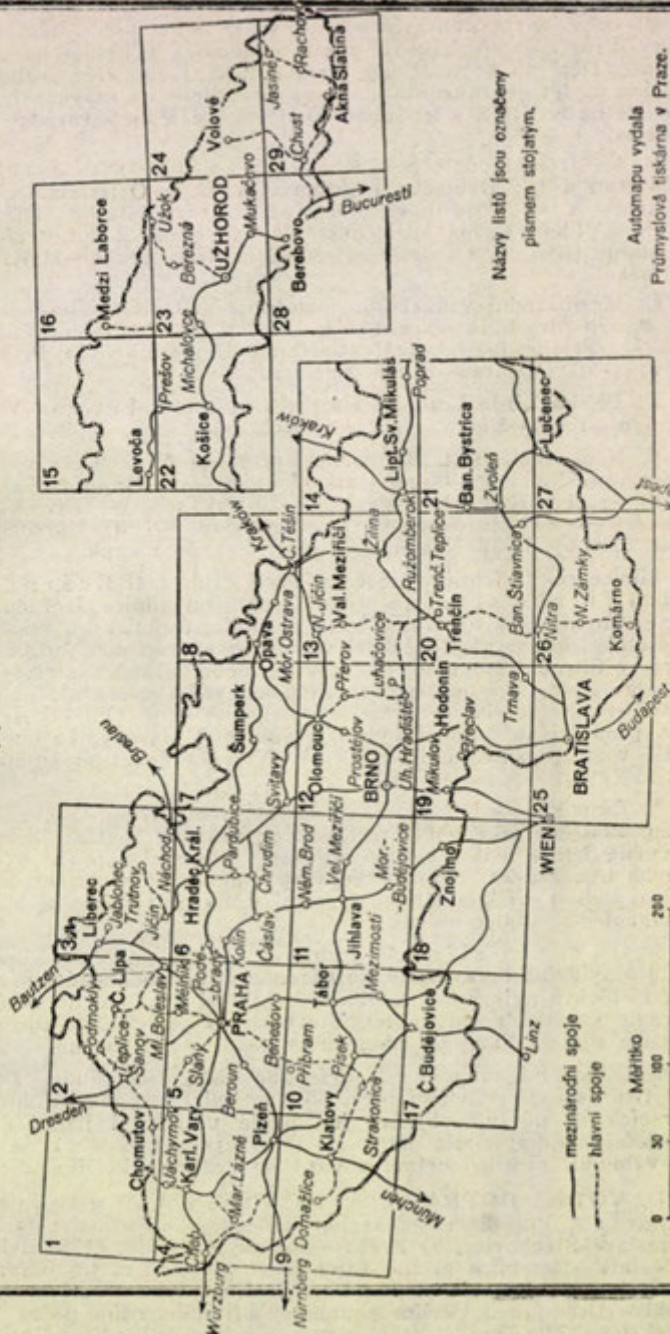 1
2
3
Dresden
Bautzen
Chomutov
Teplice-
Šanov
Podmokly
Č. Lípa
Liberec
Jablonec
Trutnov
4
5
6
7
8
Breslau
Jáchymov
Karl. Vary
Cheb
Mar. Lázně
Würzburg
Slaný
Mělník
Ml. Boleslav
Jičín
Náchod
Poděbrady
PRAHA
Beroun
Kolín
Hradec Král.
Pardubice
Chrudim
Čáslav
Šumperk
Opava
Mor. Ostrava
Svitavy
Č. Těšín
Kraków
9
10
11
12
13
14
Nürnberg
Plzeň
Domažlice
Klatovy
München
Příbram
Benešov
Písek
Strakonice
Tábor
Jihlava
Mezimostí
Něm. Brod
Vel. Meziříčí
Mor.-
-Budějovice
Olomouc
Prostějov
Přerov
BRNO
Uh. Hradiště
Luhačovice
N. Jičín
Val. Meziříčí
Žilina
Ružomberok
Lipt. Sv. Mikuláš
Poprad
Kraków
17
18
19
20
21
Č. Budějovice
Linz
Znojmo
Mikulov
Hodonín
Břeclav
Trnava
Trenč. Teplice
Trenčín
Ban. Štiavnica
Ban. Bystrica
Zvoleň
25
26
27
WIEN
BRATISLAVA
Budapest
Nitra
N. Zámky
Komárno
Lučenec
15
16
22
23
24
28
29
Levoča
Prešov
Košice
Medzi Laborce
Michalovce
Užok
Berezná
UŽHOROD
Mukačovo
Berehovo
Volové
Jasiné
Rachov
Chust
Akna Slatina
Bucuresti
mezinárodní spoje
hlavní spoje
Měřítko
0 50 100 200
Názvy listů jsou označeny
písmem stojatým.
Automapu vydala
Průmyslová tiskárna v Praze.